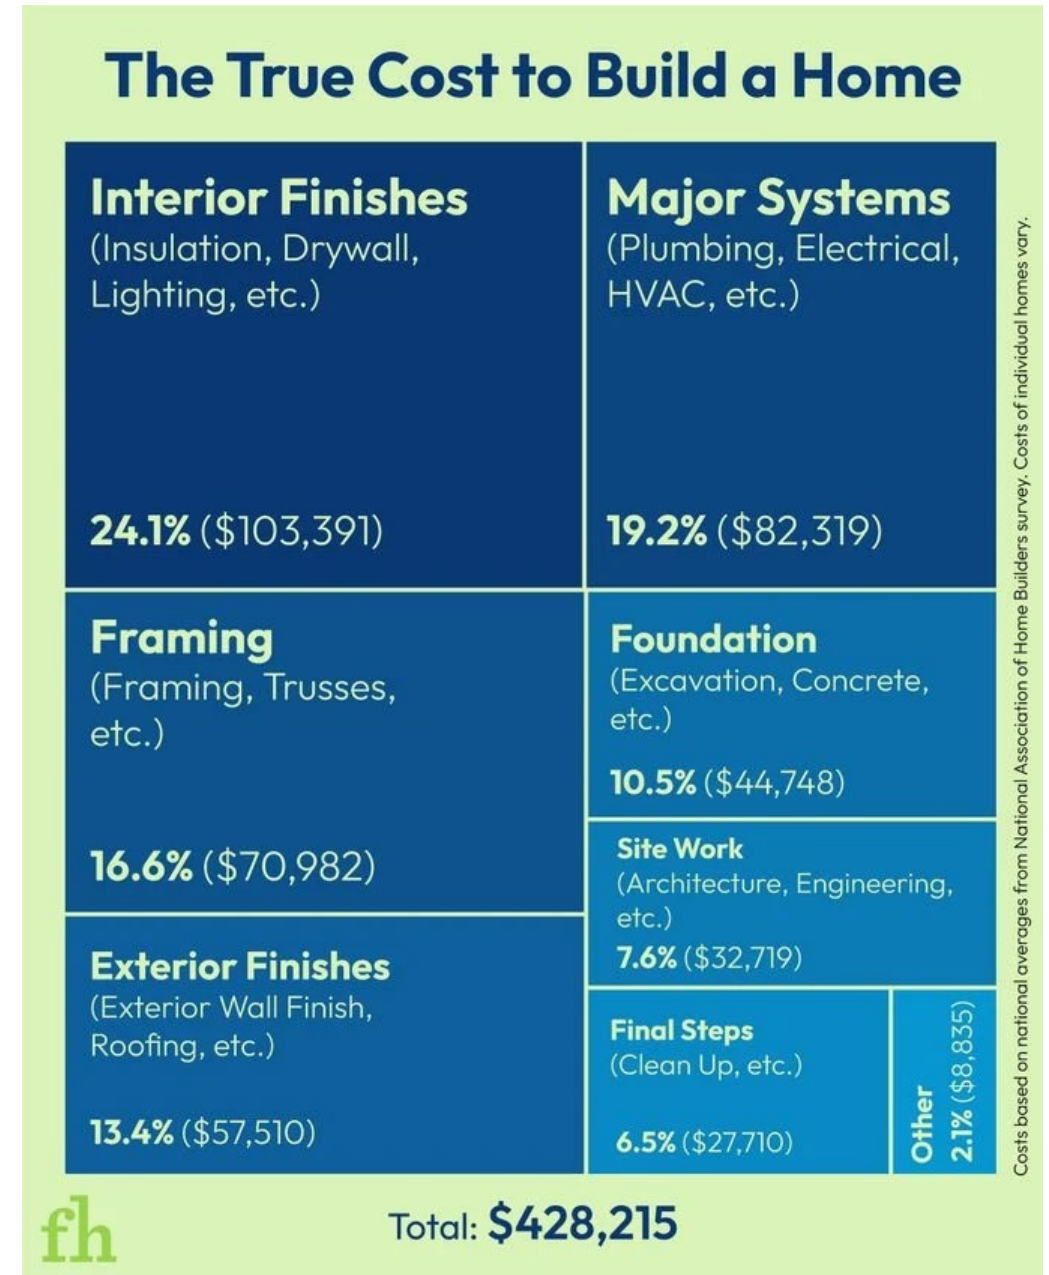 The True Cost to Build a Home
Interior Finishes
(Insulation, Drywall,
Lighting, etc.)
24.1% ($103,391)
Major Systems
(Plumbing, Electrical,
HVAC, etc.)
19.2% ($82,319)
Framing
(Framing, Trusses,
etc.)
16.6% ($70,982)
Foundation
(Excavation, Concrete,
etc.)
10.5% ($44,748)
Site Work
(Architecture, Engineering,
etc.)
7.6% ($32,719)
Exterior Finishes
(Exterior Wall Finish,
Roofing, etc.)
13.4% ($57,510)
Final Steps
(Clean Up, etc.)
6.5% ($27,710)
Other
2.1% ($8,835)
Costs based on national averages from National Association of Home Builders survey. Costs of individual homes vary.
fh
Total: $428,215